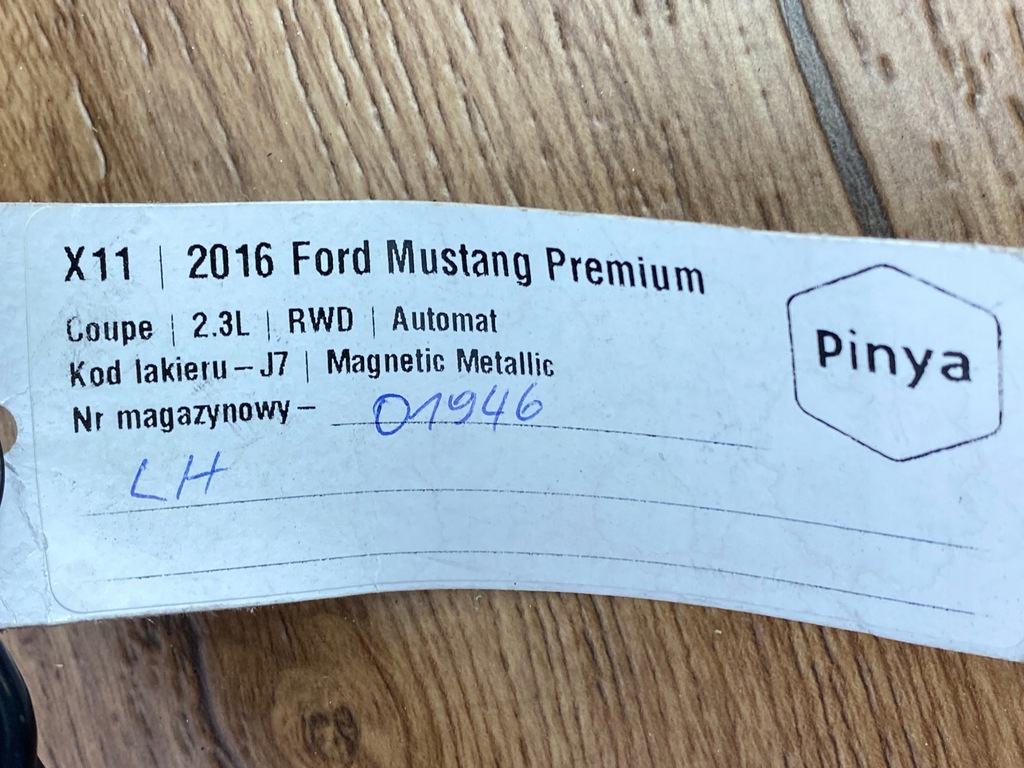 X11 | 2016 Ford Mustang Premium
Coupe | 2.3L | RWD | Automat
Kod lakieru – J7 | Magnetic Metallic
Nr magazynowy – 01946
LH
Pinya